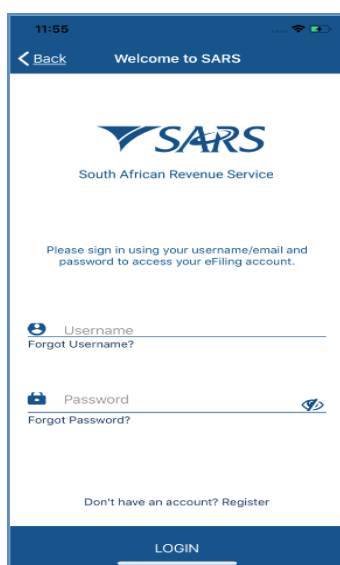 11:55
Back Welcome to SARS
SARS
South African Revenue Service
Please sign in using your username/email and
password to access your eFiling account.
Username
Forgot Username?
Password
Forgot Password?
Don't have an account? Register
LOGIN